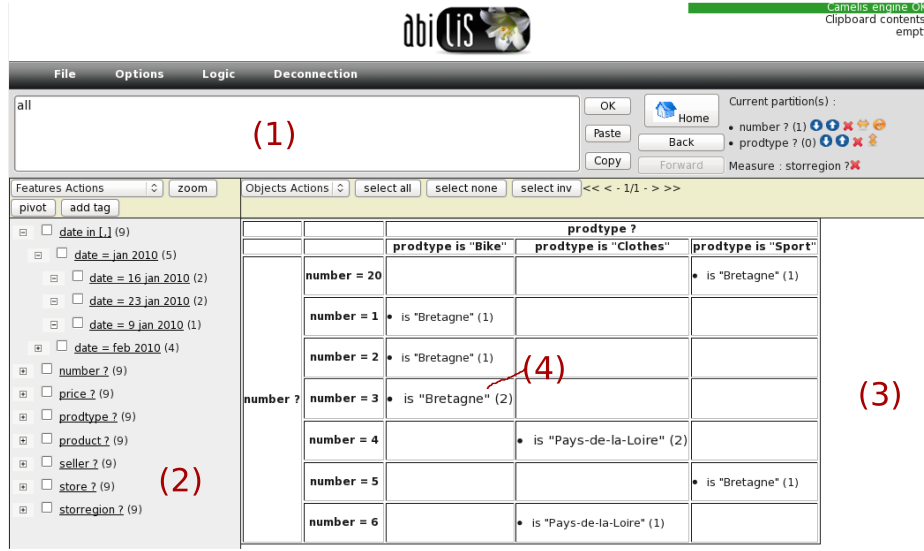 Camelis engine OK
Clipboard contents
empt
abiLIS
File Options Logic Deconnection
all
(1)
OK
Paste
Copy
Home
Back
Forward
Current partition(s) :
• number ? (1)
• prodtype ? (0)
Measure : storregion ?
Features Actions zoom
pivot add tag
Objects Actions select all select none select inv << < - 1/1 - > >>
date in [,] (9)
date = jan 2010 (5)
date = 16 jan 2010 (2)
date = 23 jan 2010 (2)
date = 9 jan 2010 (1)
date = feb 2010 (4)
number ? (9)
price ? (9)
prodtype ? (9)
product ? (9)
seller ? (9)
store ? (9)
storregion ? (9)
(2)
prodtype ?
prodtype is "Bike" prodtype is "Clothes" prodtype is "Sport"
number ?
number = 20 • is "Bretagne" (1)
number = 1 • is "Bretagne" (1)
number = 2 • is "Bretagne" (1)
(4)
number = 3 • is "Bretagne" (2)
number = 4 • is "Pays-de-la-Loire" (2)
number = 5 • is "Bretagne" (1)
number = 6 • is "Pays-de-la-Loire" (1)
(3)